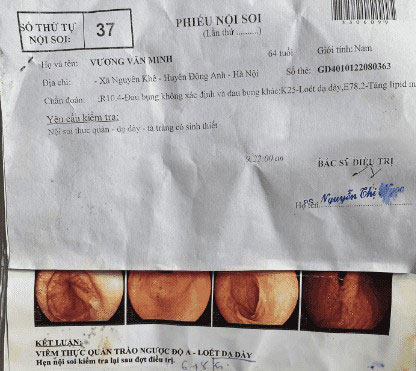 SỐ THỨ TỰ NỘI SOI: 37
PHIẾU NỘI SOI
(Lần thứ ..........)
Họ và tên: VƯƠNG VĂN MINH 64 tuổi Giới tính: Nam
Địa chỉ: - Xã Nguyên Khê - Huyện Đông Anh - Hà Nội Số thẻ: GD4010122080363
Chẩn đoán :R10.4-Đau bụng không xác định và đau bụng khác;K25-Loét dạ dày,E78.2-Tăng lipid
Yêu cầu kiểm tra:
Nội soi thực quản - dạ dày - tá tràng có sinh thiết
BÁC SỸ ĐIỀU TRỊ
Họ tên: Nguyễn Thị
KẾT LUẬN:
VIÊM THỰC QUẢN TRÀO NGƯỢC ĐỘ A - LOÉT DẠ DÀY
Hẹn nội soi kiểm tra lại sau đợt điều trị.